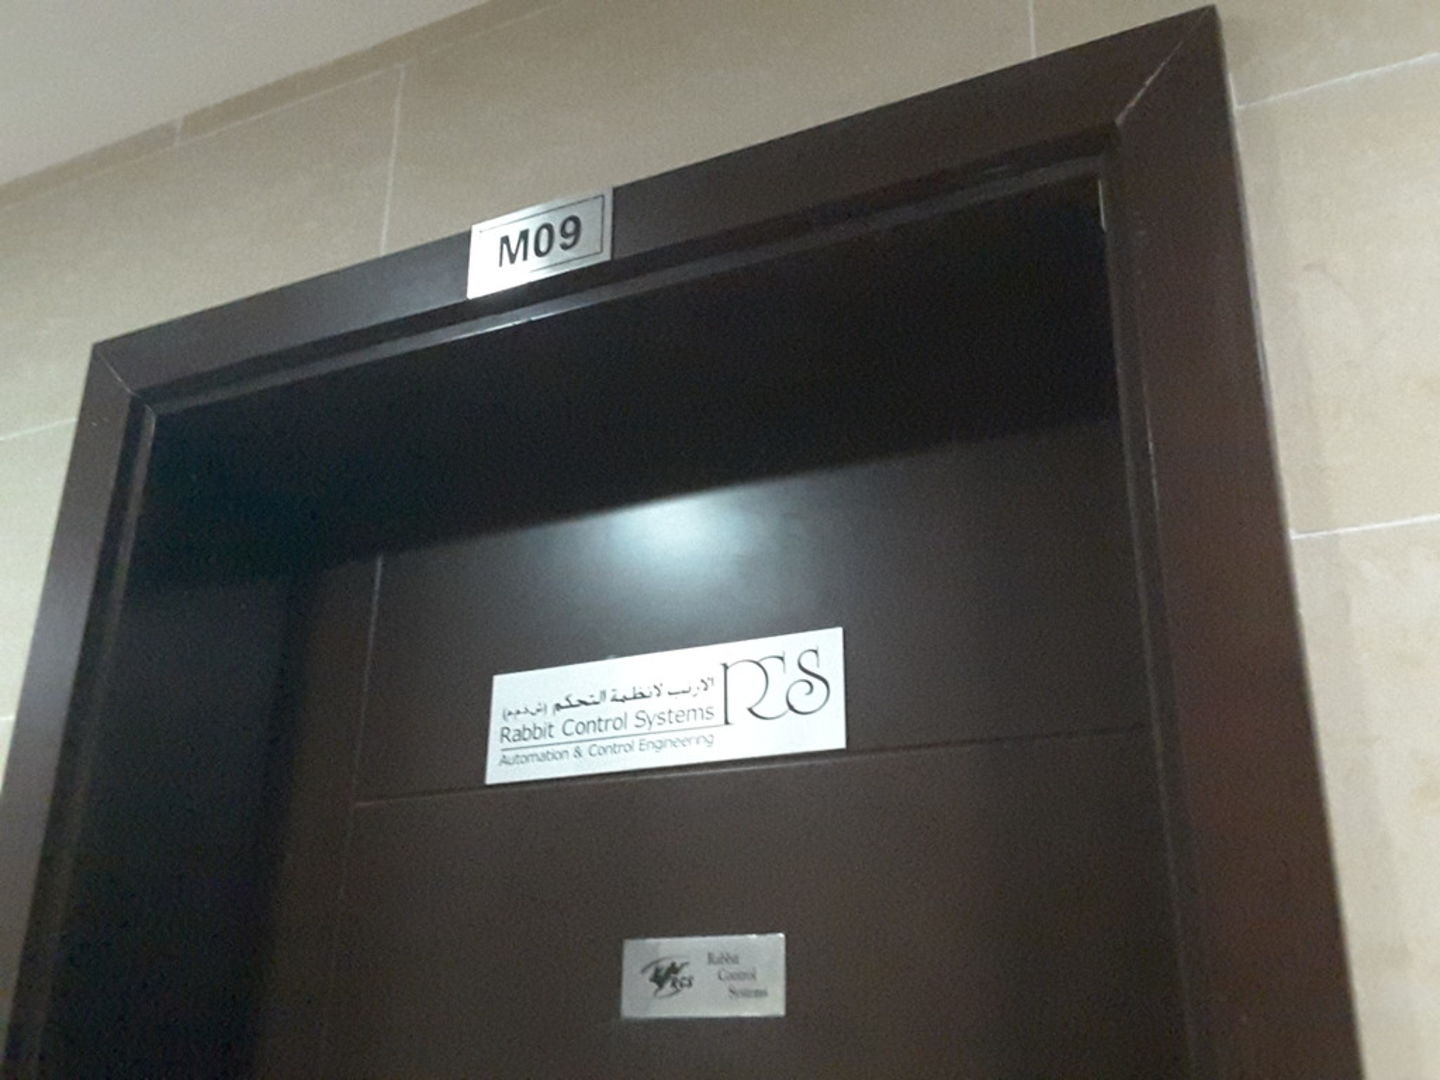 M09
الارنب لانظمة التحكم (ش.ذ.م.م)
RCS
Rabbit Control Systems
Automation & Control Engineering
RCS
Rabbit
Control
Systems